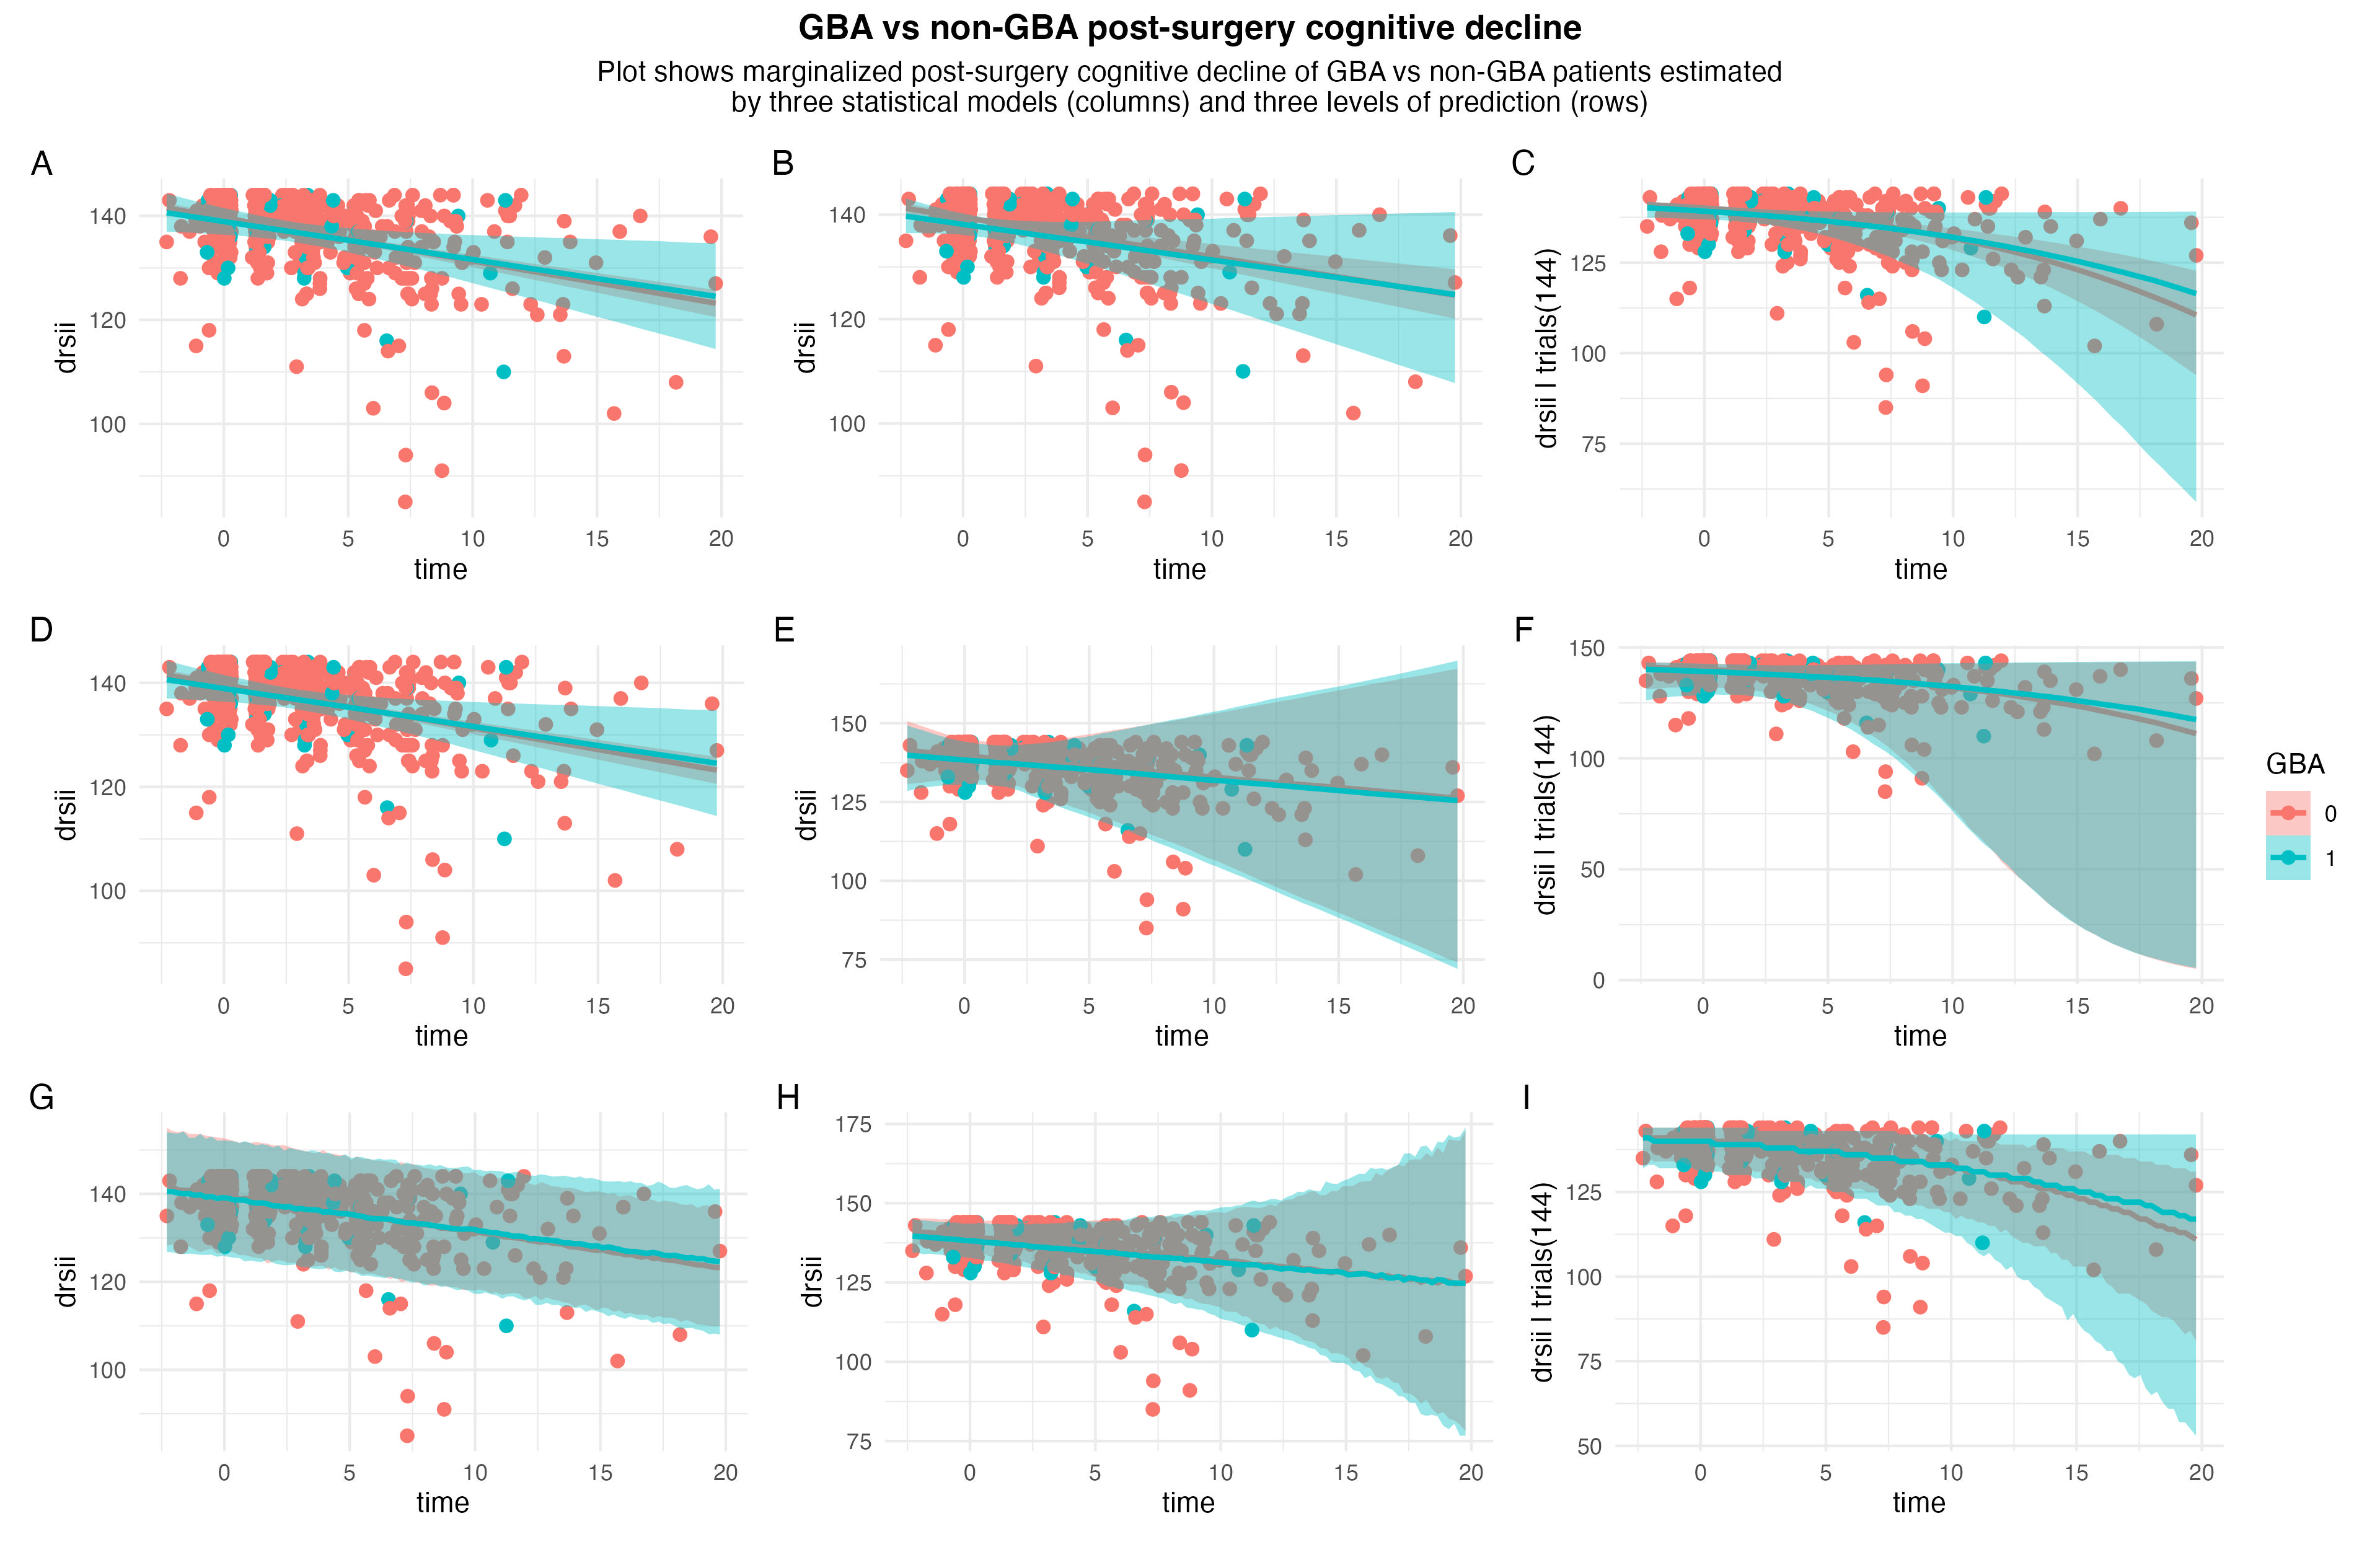 GBA vs non-GBA post-surgery cognitive decline
Plot shows marginalized post-surgery cognitive decline of GBA vs non-GBA patients estimated
by three statistical models (columns) and three levels of prediction (rows)
A
140
120
100
drsii
0 5 10 15 20
time
B
140
120
100
drsii
0 5 10 15 20
time
C
125
100
75
drsii | trials(144)
0 5 10 15 20
time
D
140
120
100
drsii
0 5 10 15 20
time
E
150
125
100
75
drsii
0 5 10 15 20
time
F
150
100
50
0
drsii | trials(144)
0 5 10 15 20
time
GBA
0
1
G
140
120
100
drsii
0 5 10 15 20
time
H
175
150
125
100
75
drsii
0 5 10 15 20
time
I
125
100
75
50
drsii | trials(144)
0 5 10 15 20
time